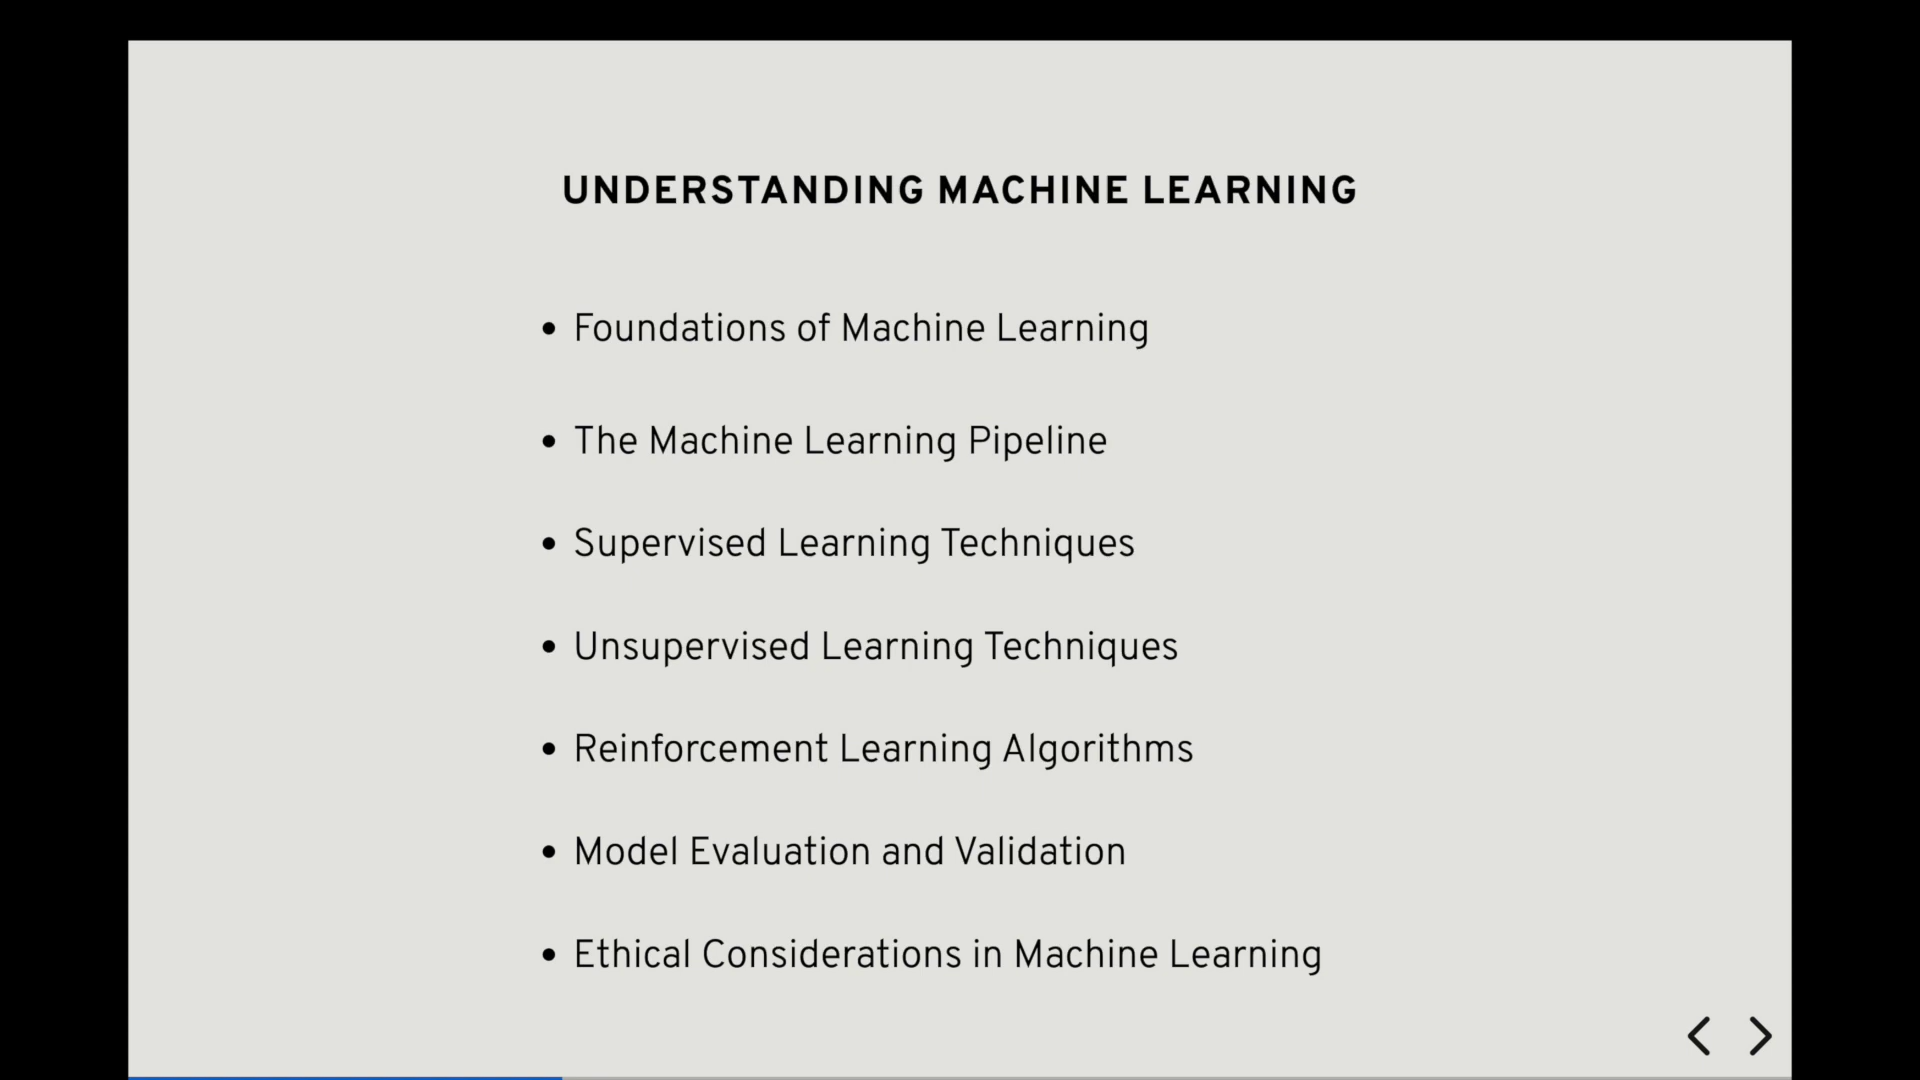 UNDERSTANDING MACHINE LEARNING
• Foundations of Machine Learning
• The Machine Learning Pipeline
• Supervised Learning Techniques
• Unsupervised Learning Techniques
• Reinforcement Learning Algorithms
• Model Evaluation and Validation
• Ethical Considerations in Machine Learning